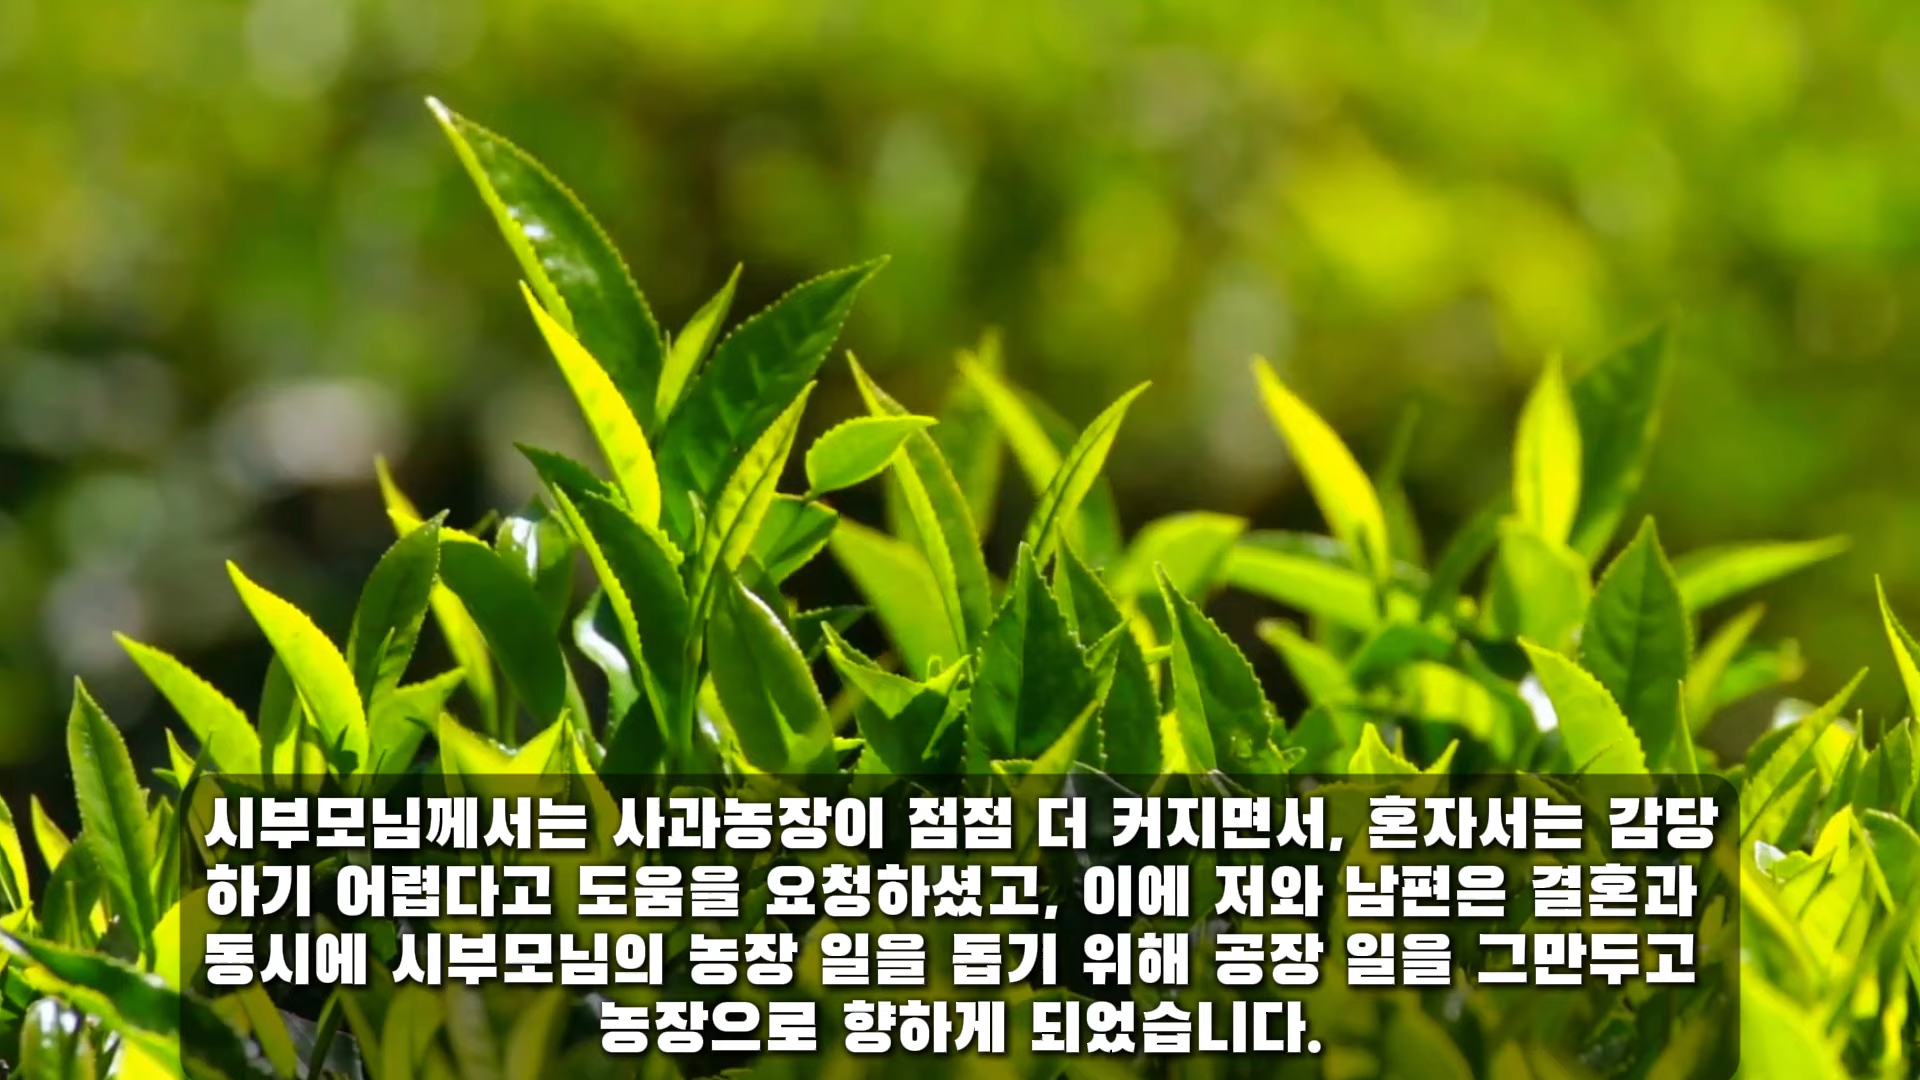 시부모님께서는 사과농장이 점점 더 커지면서, 혼자서는 감당
하기 어렵다고 도움을 요청하셨고, 이에 저와 남편은 결혼과
동시에 시부모님의 농장 일을 돕기 위해 공장 일을 그만두고
농장으로 향하게 되었습니다.